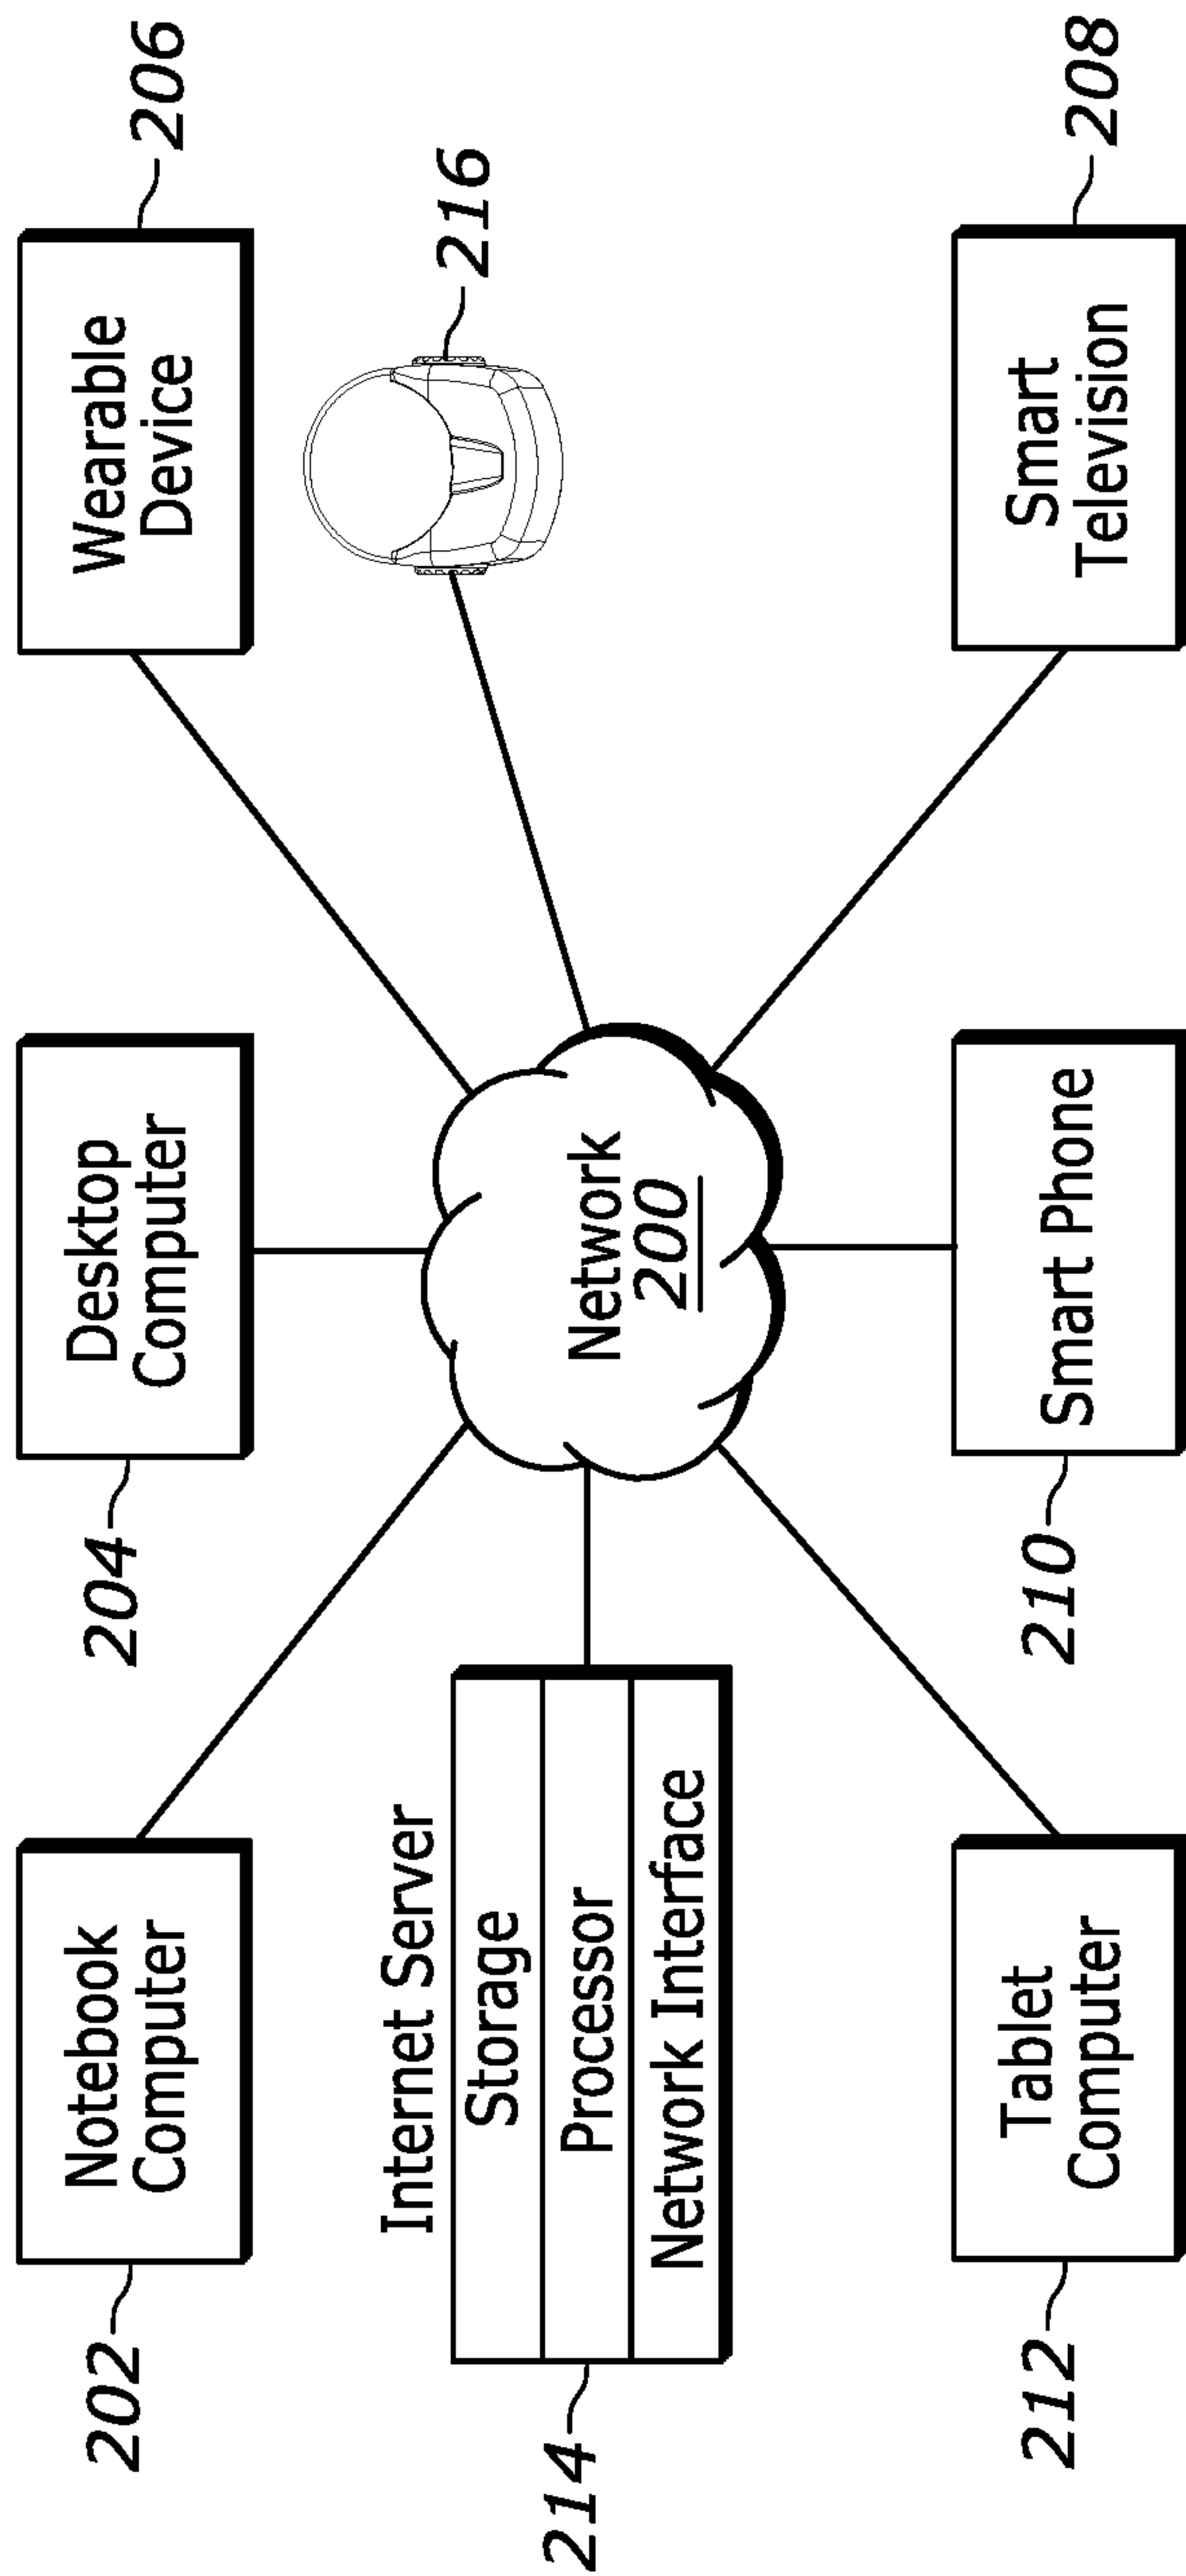 202
Notebook
Computer
204
Desktop
Computer
Wearable
Device
206
Internet Server
214
Storage
Processor
Network Interface
Network
200
216
212
Tablet
Computer
210
Smart Phone
Smart
Television
208